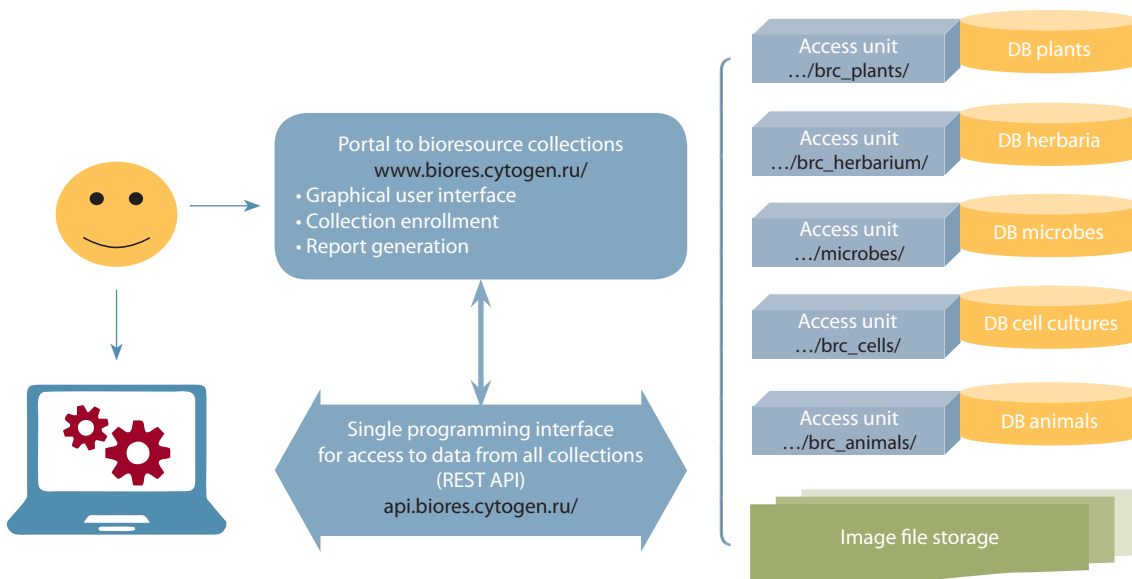 Portal to bioresource collections
www.biores.cytogen.ru/
• Graphical user interface
• Collection enrollment
• Report generation
Single programming interface
for access to data from all collections
(REST API)
api.biores.cytogen.ru/
Access unit
…/brc_plants/
DB plants
Access unit
…/brc_herbarium/
DB herbaria
Access unit
…/microbes/
DB microbes
Access unit
…/brc_cells/
DB cell cultures
Access unit
…/brc_animals/
DB animals
Image file storage